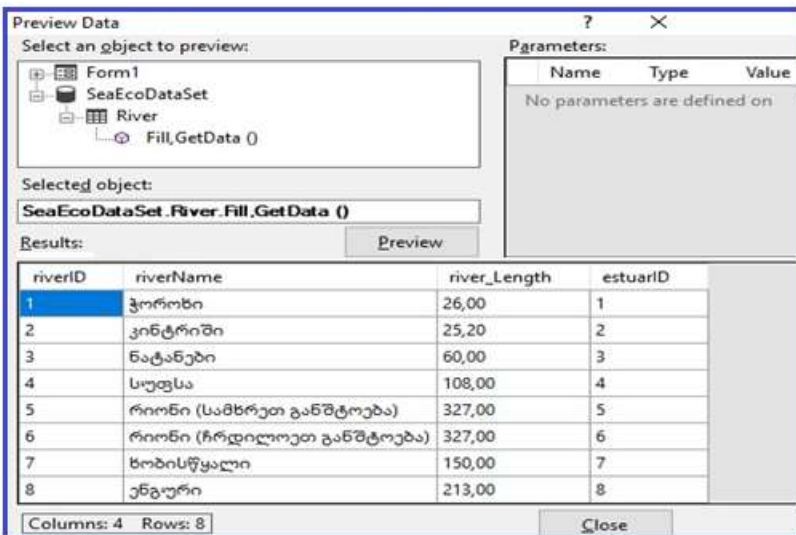 Preview Data ? ✕
Select an object to preview:
Form1
SeaEcoDataSet
River
Fill,GetData ()
Parameters:
Name Type Value
No parameters are defined on
Selected object:
SeaEcoDataSet.River.Fill,GetData ()
Results: Preview
riverID riverName river_Length estuarID
1 ჭოროხი 26,00 1
2 კინტრიში 25,20 2
3 ნატანები 60,00 3
4 სუფსა 108,00 4
5 რიონი (სამხრეთ განშტოება) 327,00 5
6 რიონი (ჩრდილოეთ განშტოება) 327,00 6
7 ხობისწყალი 150,00 7
8 ენგური 213,00 8
Columns: 4 Rows: 8 Close